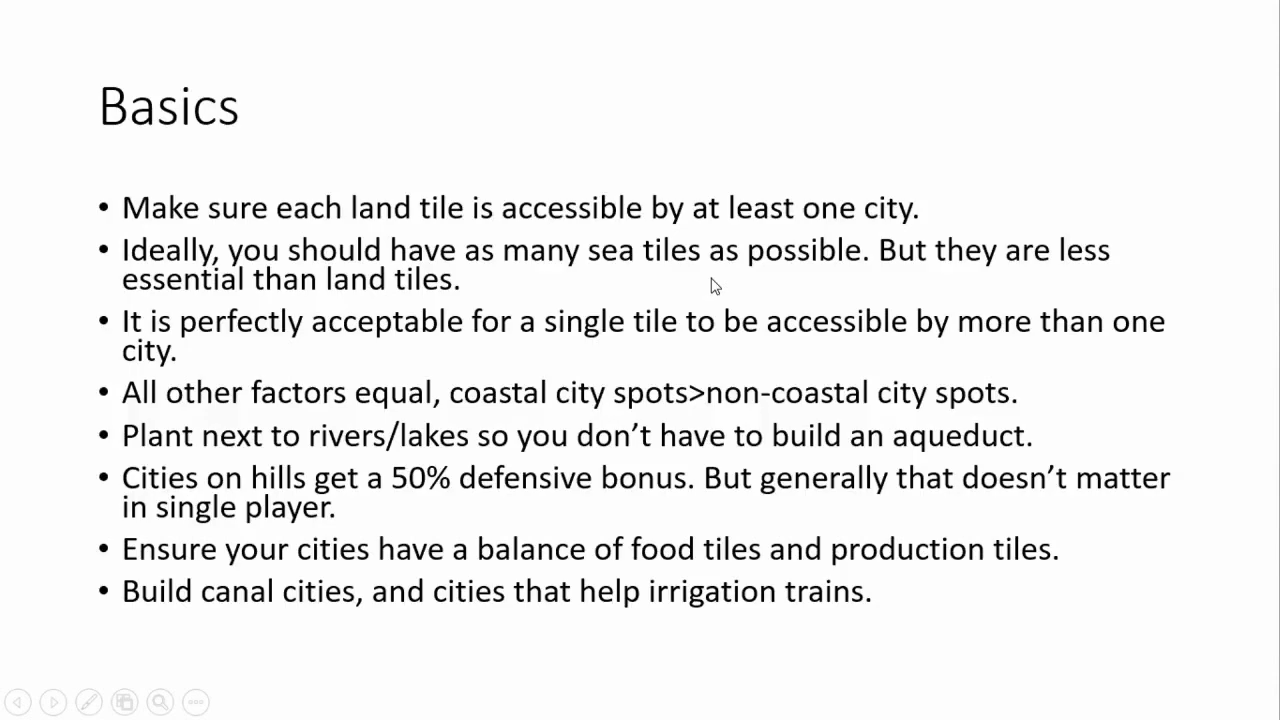 Basics
• Make sure each land tile is accessible by at least one city.
• Ideally, you should have as many sea tiles as possible. But they are less
essential than land tiles.
• It is perfectly acceptable for a single tile to be accessible by more than one
city.
• All other factors equal, coastal city spots>non-coastal city spots.
• Plant next to rivers/lakes so you don’t have to build an aqueduct.
• Cities on hills get a 50% defensive bonus. But generally that doesn’t matter
in single player.
• Ensure your cities have a balance of food tiles and production tiles.
• Build canal cities, and cities that help irrigation trains.